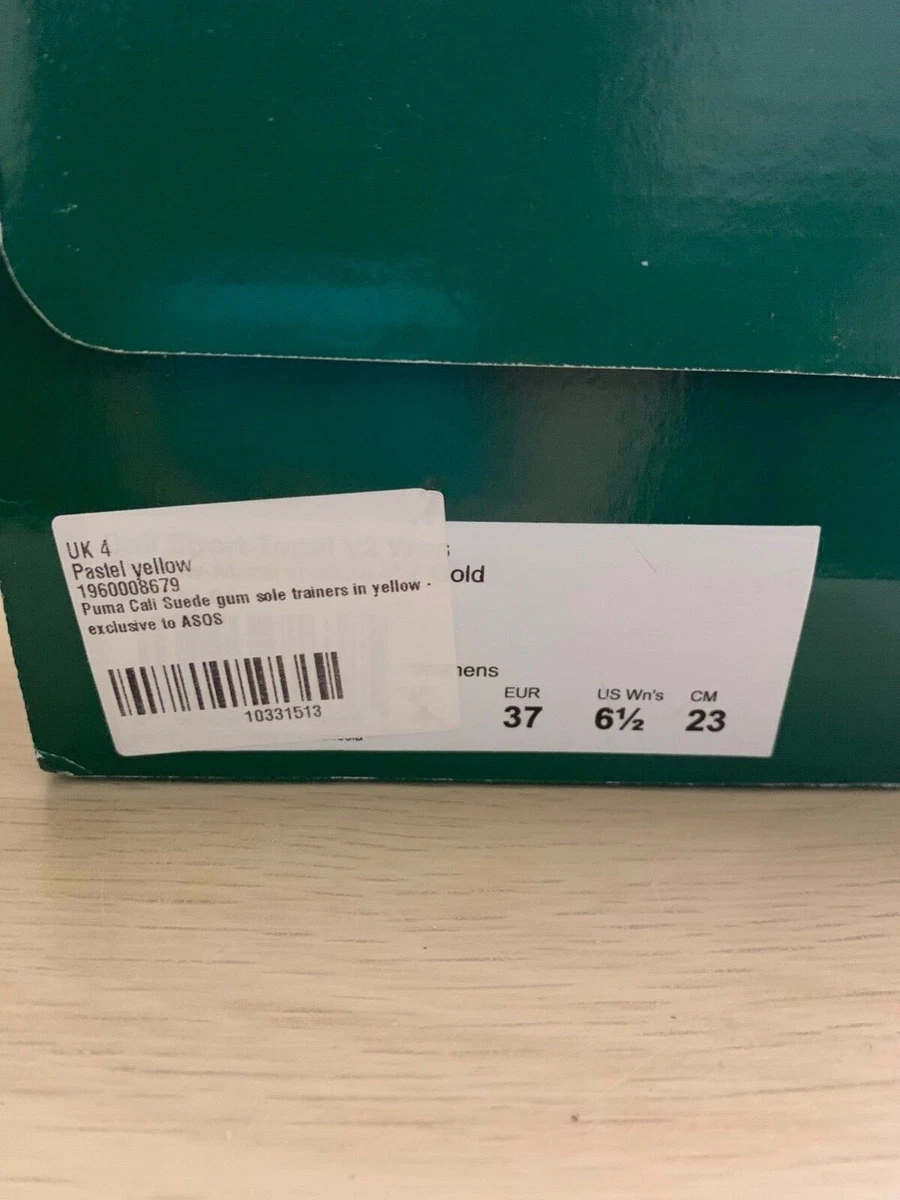 UK 4
Pastel yellow
1960008679
Puma Cali Suede gum sole trainers in yellow -
exclusive to ASOS
10331513
old
nens
EUR US Wn's CM
37 6½ 23